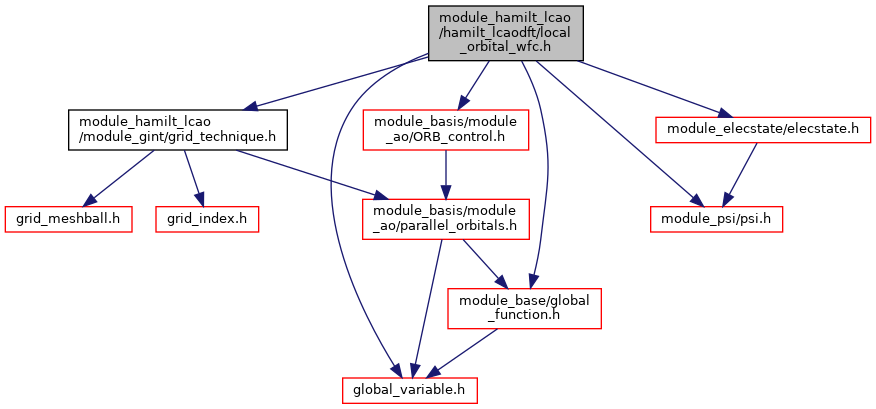 module_hamilt_lcao
/hamilt_lcaodft/local
_orbital_wfc.h
module_hamilt_lcao
/module_gint/grid_technique.h
module_basis/module
_ao/ORB_control.h
module_elecstate/elecstate.h
grid_meshball.h
grid_index.h
module_basis/module
_ao/parallel_orbitals.h
module_psi/psi.h
module_base/global
_function.h
global_variable.h